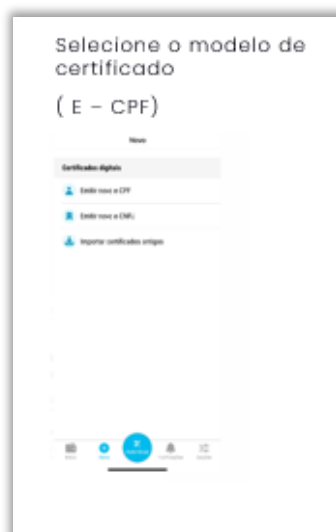 Selecione o modelo de
certificado
( E – CPF)
Novo
Certificados digitais
Emitir novo e-CPF
Emitir novo e-CNPJ
Importar certificados antigos